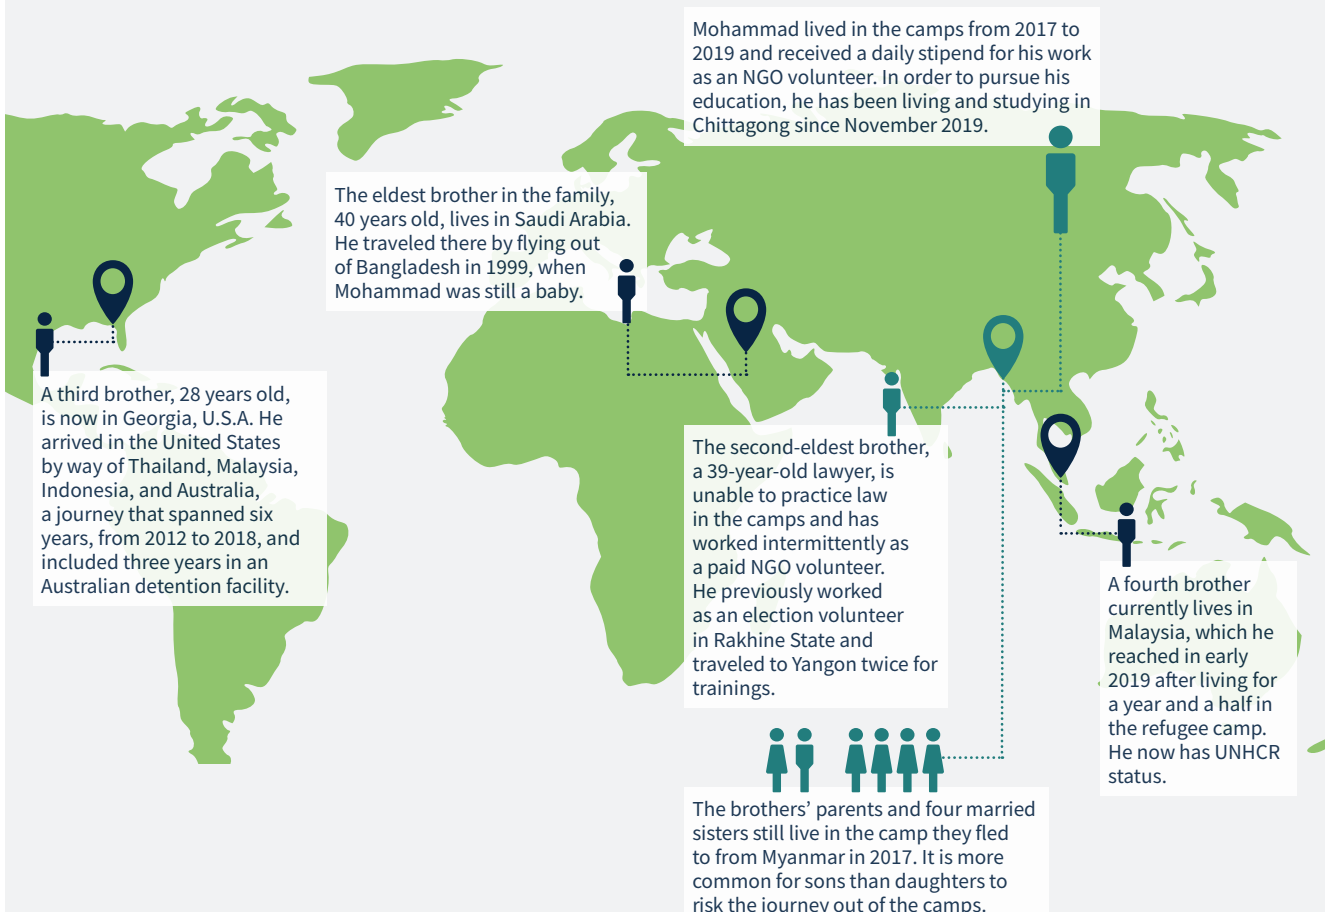 Mohammad lived in the camps from 2017 to
2019 and received a daily stipend for his work
as an NGO volunteer. In order to pursue his
education, he has been living and studying in
Chittagong since November 2019.
The eldest brother in the family,
40 years old, lives in Saudi Arabia.
He traveled there by flying out
of Bangladesh in 1999, when
Mohammad was still a baby.
A third brother, 28 years old,
is now in Georgia, U.S.A. He
arrived in the United States
by way of Thailand, Malaysia,
Indonesia, and Australia,
a journey that spanned six
years, from 2012 to 2018, and
included three years in an
Australian detention facility.
The second-eldest brother,
a 39-year-old lawyer, is
unable to practice law
in the camps and has
worked intermittently as
a paid NGO volunteer.
He previously worked
as an election volunteer
in Rakhine State and
traveled to Yangon twice for
trainings.
A fourth brother
currently lives in
Malaysia, which he
reached in early
2019 after living for
a year and a half in
the refugee camp.
He now has UNHCR
status.
The brothers’ parents and four married
sisters still live in the camp they fled
to from Myanmar in 2017. It is more
common for sons than daughters to
risk the journey out of the camps.